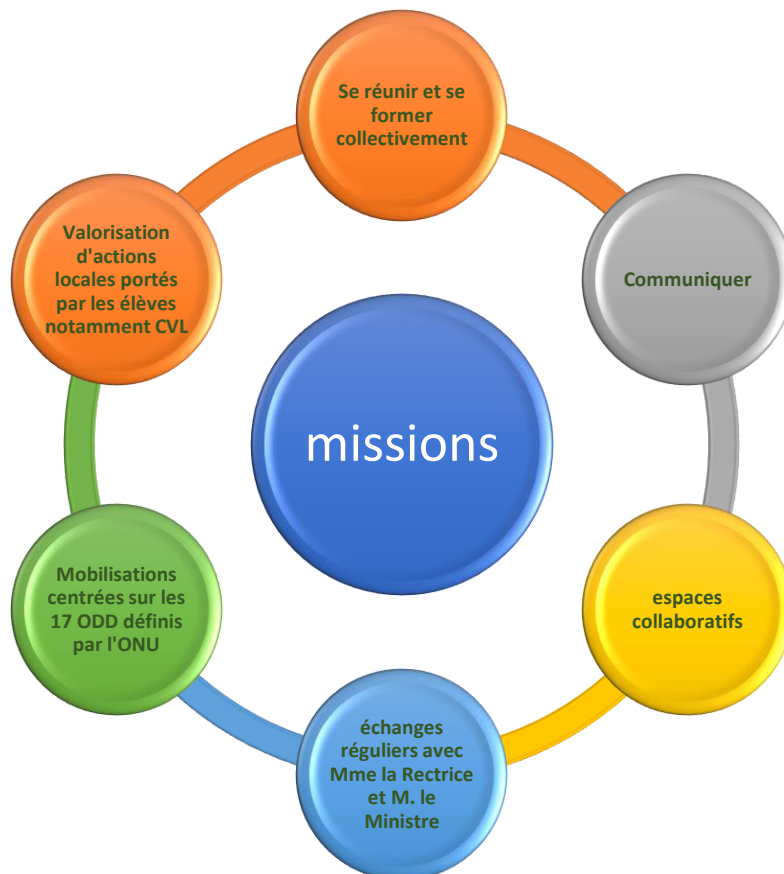 Se réunir et se
former
collectivement
Communiquer
espaces
collaboratifs
échanges
réguliers avec
Mme la Rectrice
et M. le
Ministre
Mobilisations
centrées sur les
17 ODD définis
par l'ONU
Valorisation
d'actions
locales portés
par les élèves
notamment CVL
missions